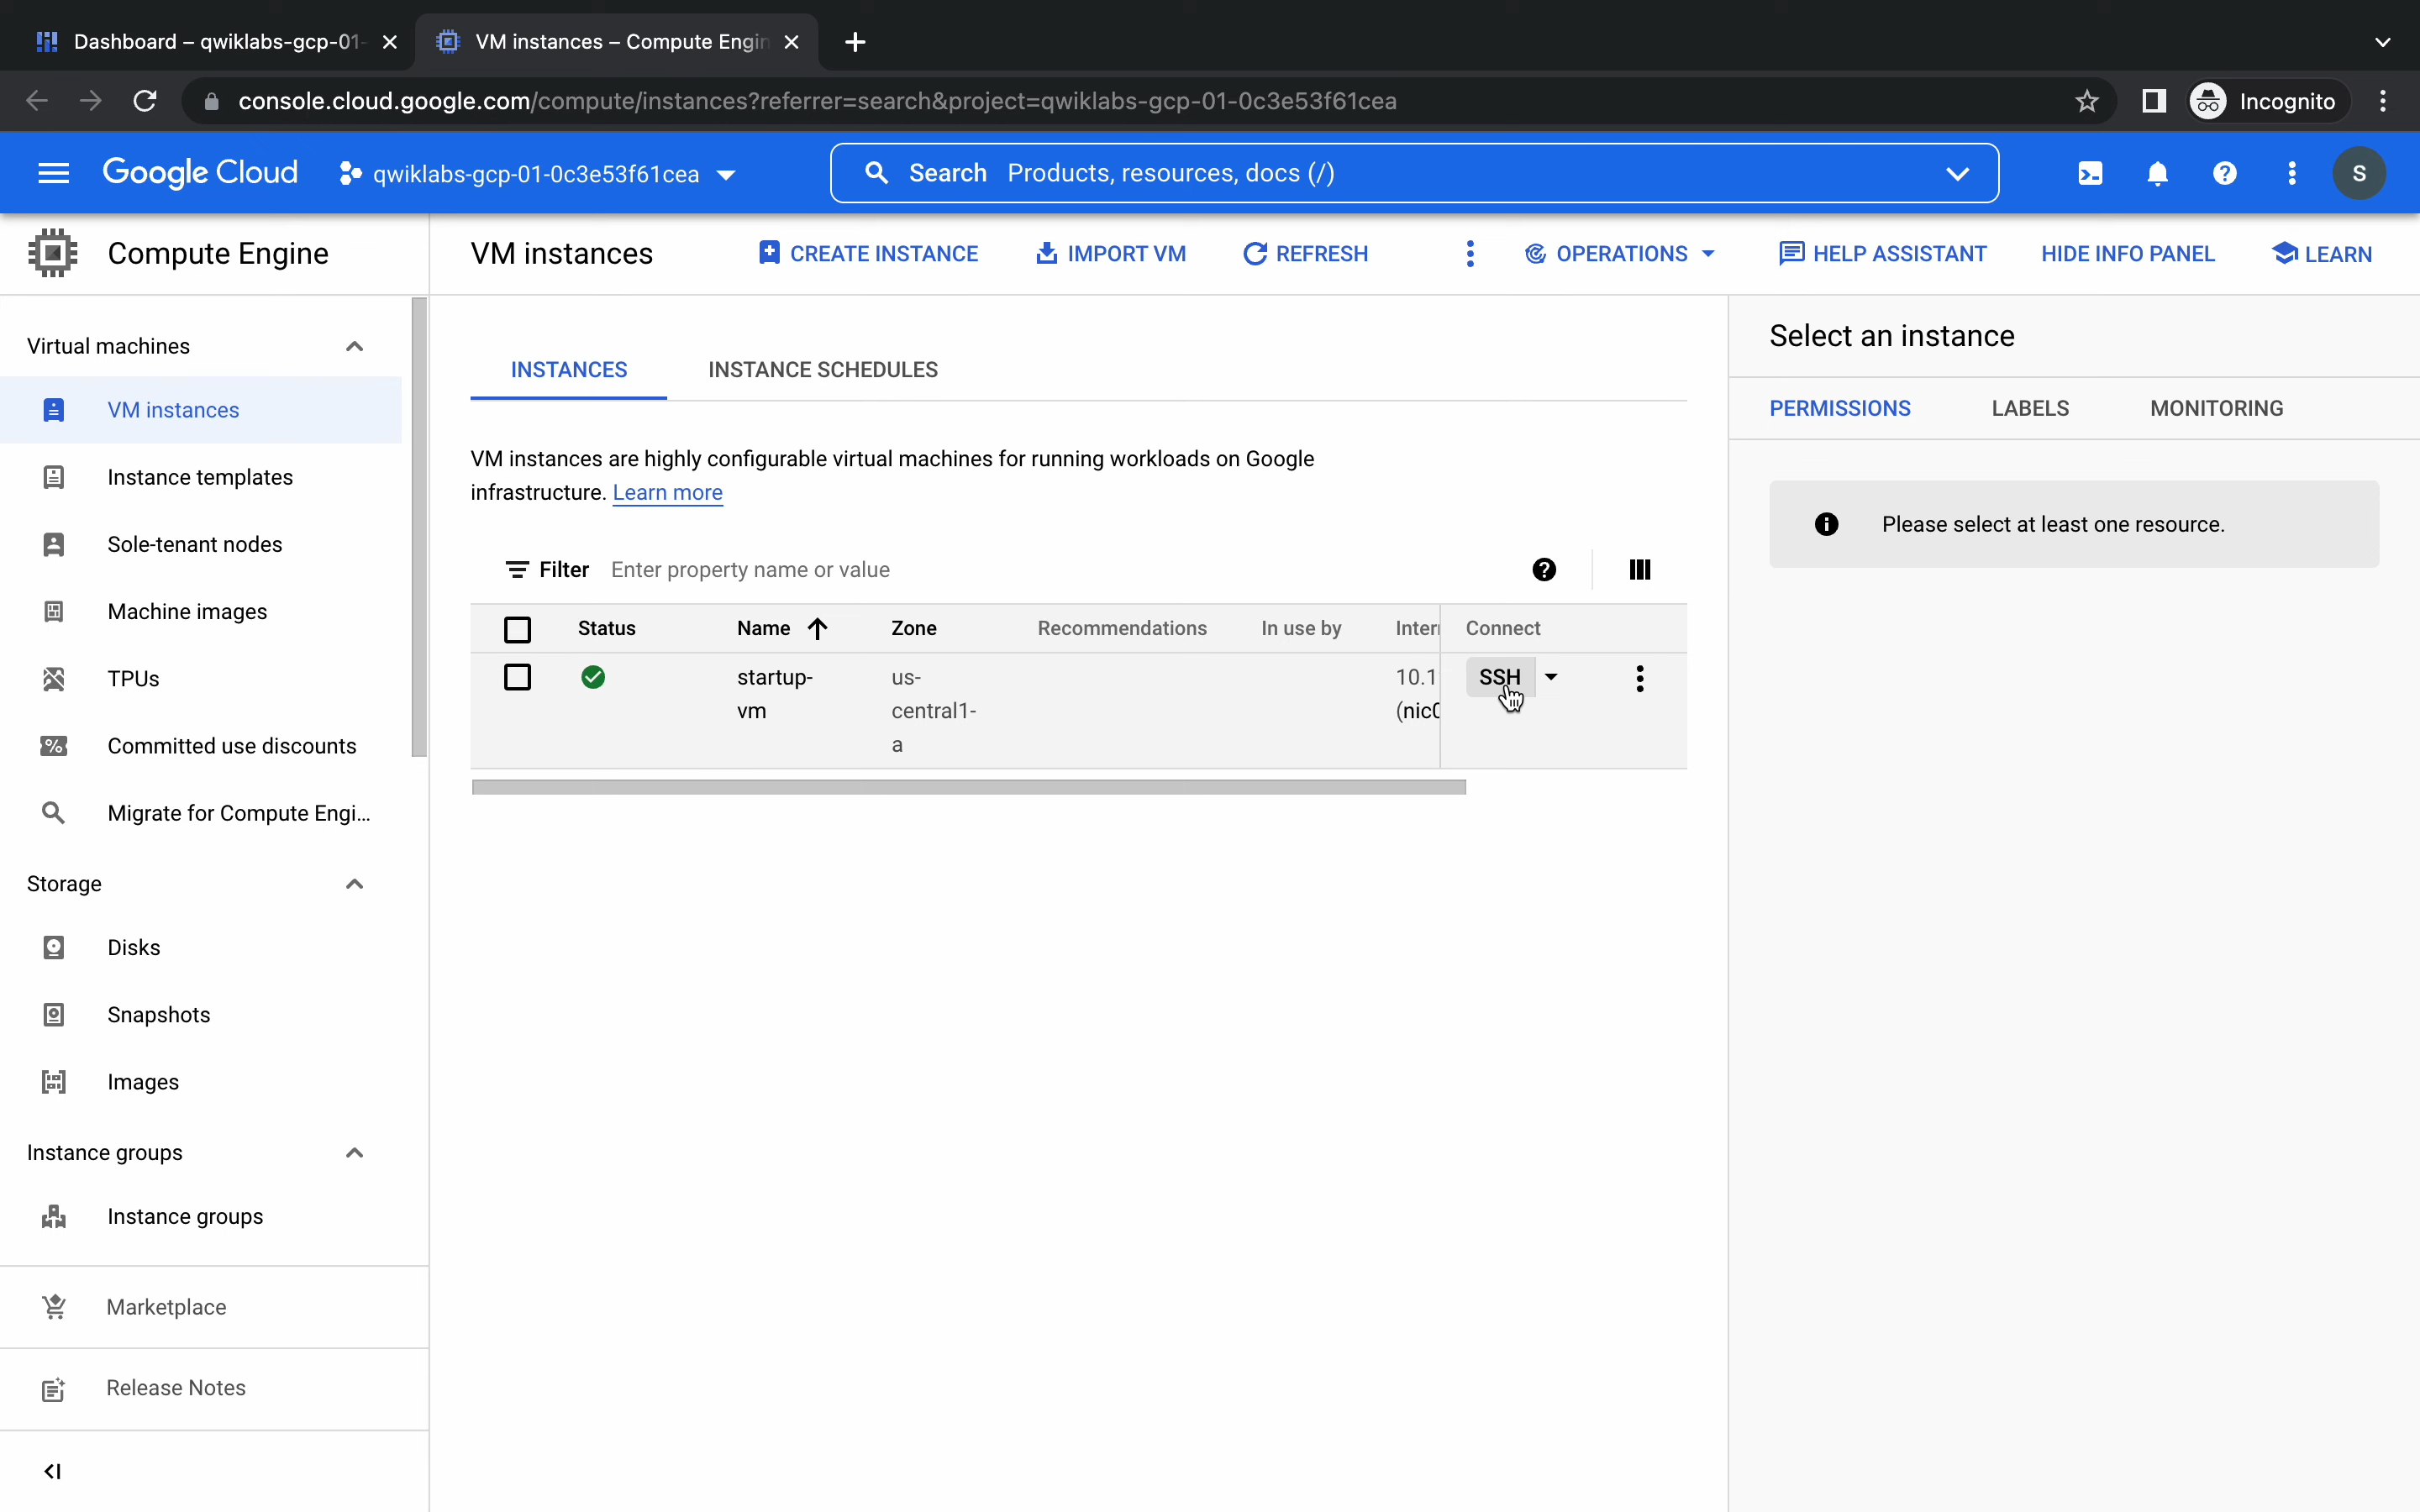 Dashboard – qwiklabs-gcp-01-
VM instances – Compute Engin
console.cloud.google.com/compute/instances?referrer=search&project=qwiklabs-gcp-01-0c3e53f61cea
Incognito
Google Cloud
qwiklabs-gcp-01-0c3e53f61cea
Search Products, resources, docs (/)
S
Compute Engine
VM instances
CREATE INSTANCE
IMPORT VM
REFRESH
OPERATIONS
HELP ASSISTANT
HIDE INFO PANEL
LEARN
Virtual machines
VM instances
Instance templates
Sole-tenant nodes
Machine images
TPUs
Committed use discounts
Migrate for Compute Engi...
Storage
Disks
Snapshots
Images
Instance groups
Instance groups
Marketplace
Release Notes
INSTANCES
INSTANCE SCHEDULES
VM instances are highly configurable virtual machines for running workloads on Google
infrastructure. Learn more
Filter Enter property name or value
Status Name Zone Recommendations In use by Inter Connect
startup- us- 10.1 SSH
vm central1- (nic0
a
Select an instance
PERMISSIONS
LABELS
MONITORING
Please select at least one resource.